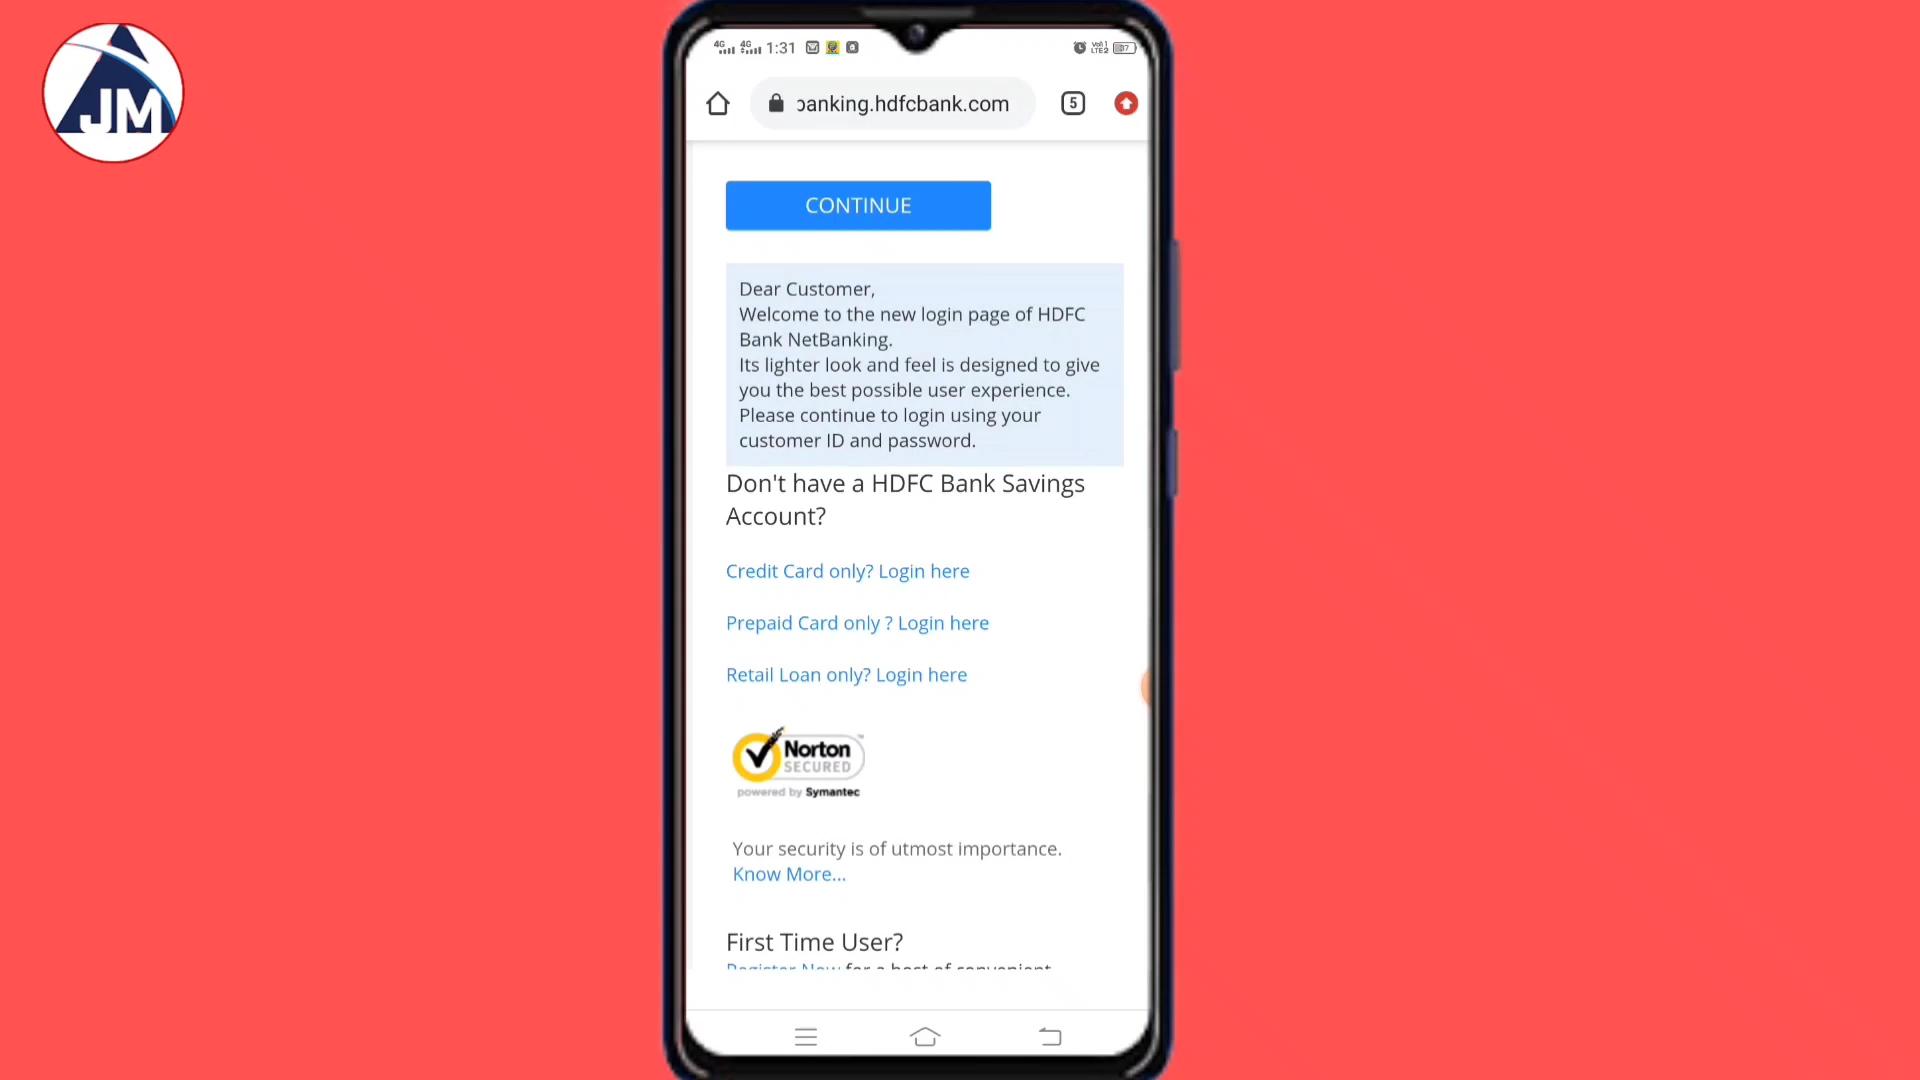 JM
4G 4G 1:31
banking.hdfcbank.com
5
CONTINUE
Dear Customer,
Welcome to the new login page of HDFC
Bank NetBanking.
Its lighter look and feel is designed to give
you the best possible user experience.
Please continue to login using your
customer ID and password.
Don't have a HDFC Bank Savings
Account?
Credit Card only? Login here
Prepaid Card only ? Login here
Retail Loan only? Login here
Norton
SECURED
powered by Symantec
Your security is of utmost importance.
Know More...
First Time User?
Register Now for a host of convenient